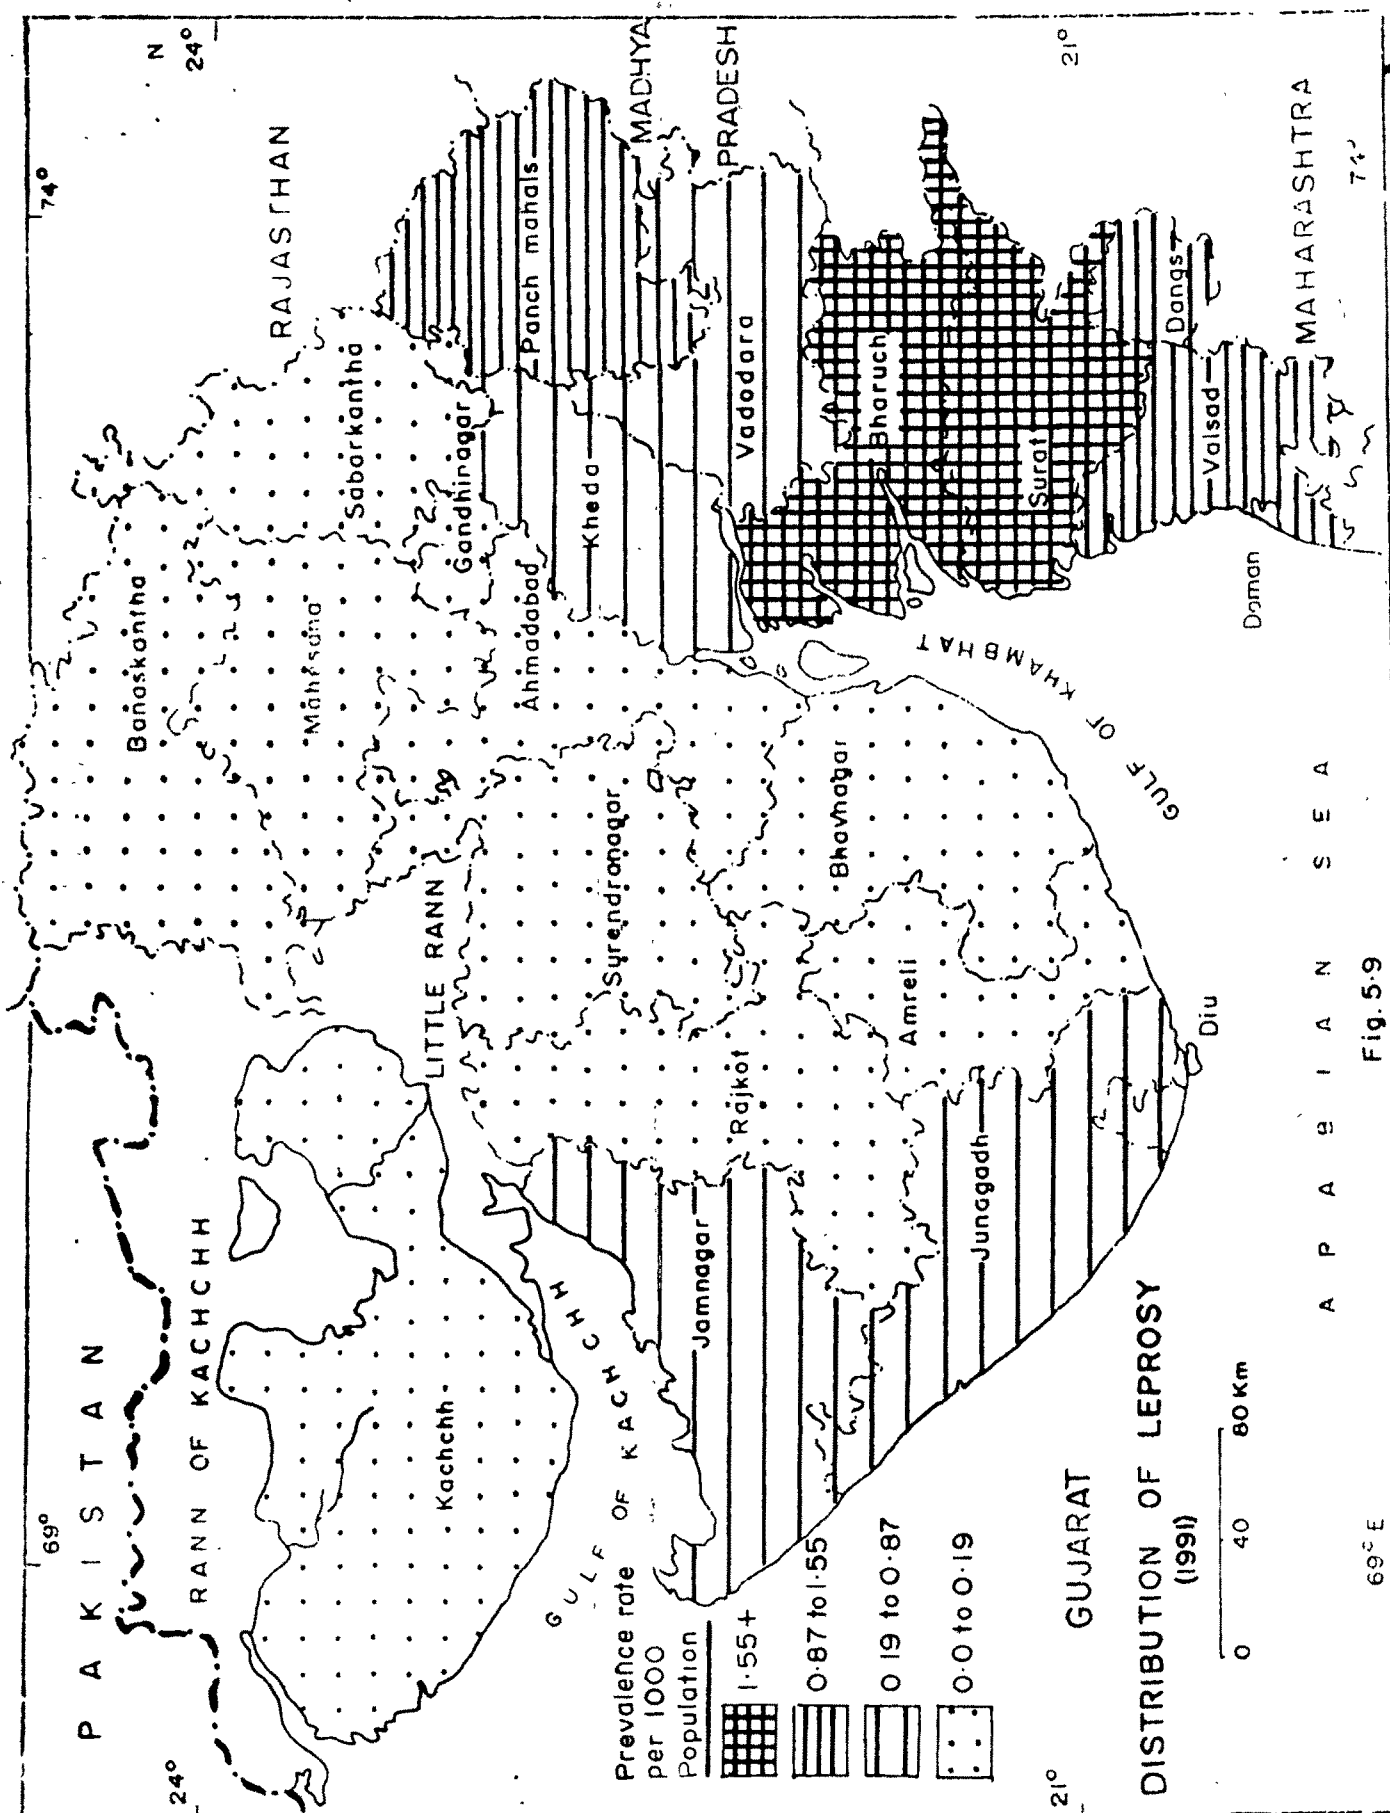 74°
69°
N
24°
24°
PAKISTAN
RAJASTHAN
RANN OF KACHCHH
Banaskantha
Mahesana
Sabarkantha
Gandhinagar
LITTLE RANN
Kachchh
Ahmadabad
Panch mahals
Kheda
MADHYA
PRADESH
GULF OF KACHCHH
Surendranagar
Vadodara
Rajkot
Jamnagar
Bhavnagar
Bharuch
Amreli
Surat
Junagadh
Dangs
Valsad
GULF OF KHAMBHAT
Daman
Diu
MAHARASHTRA
ARABIAN SEA
21°
21°
Prevalence rate
per 1000
Population
1.55+
0.87 to 1.55
0.19 to 0.87
0.0 to 0.19
GUJARAT
DISTRIBUTION OF LEPROSY
(1991)
0 40 80 Km
69° E
74°
Fig. 5.9